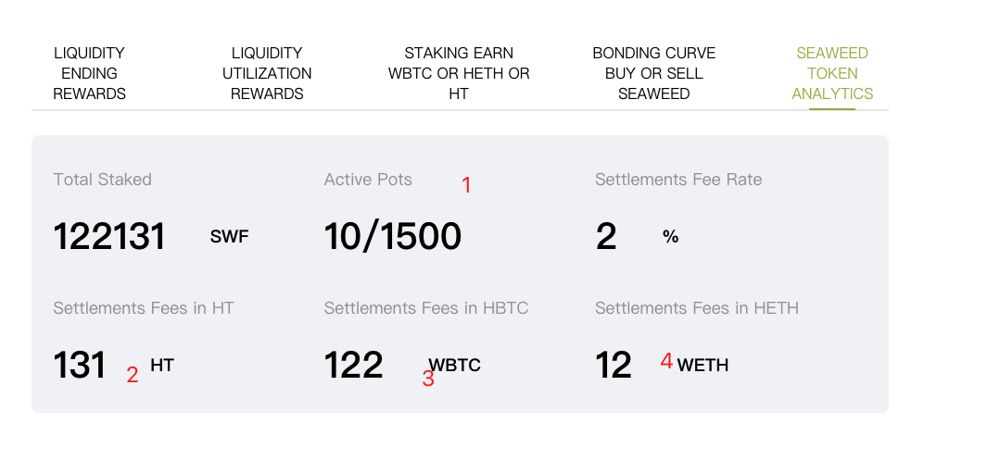 LIQUIDITY
ENDING
REWARDS
LIQUIDITY
UTILIZATION
REWARDS
STAKING EARN
WBTC OR HETH OR
HT
BONDING CURVE
BUY OR SELL
SEAWEED
SEAWEED
TOKEN
ANALYTICS
Total Staked
Active Pots 1
Settlements Fee Rate
122131 SWF
10/1500
2 %
Settlements Fees in HT
Settlements Fees in HBTC
Settlements Fees in HETH
131 2 HT
122 3 WBTC
12 4 WETH